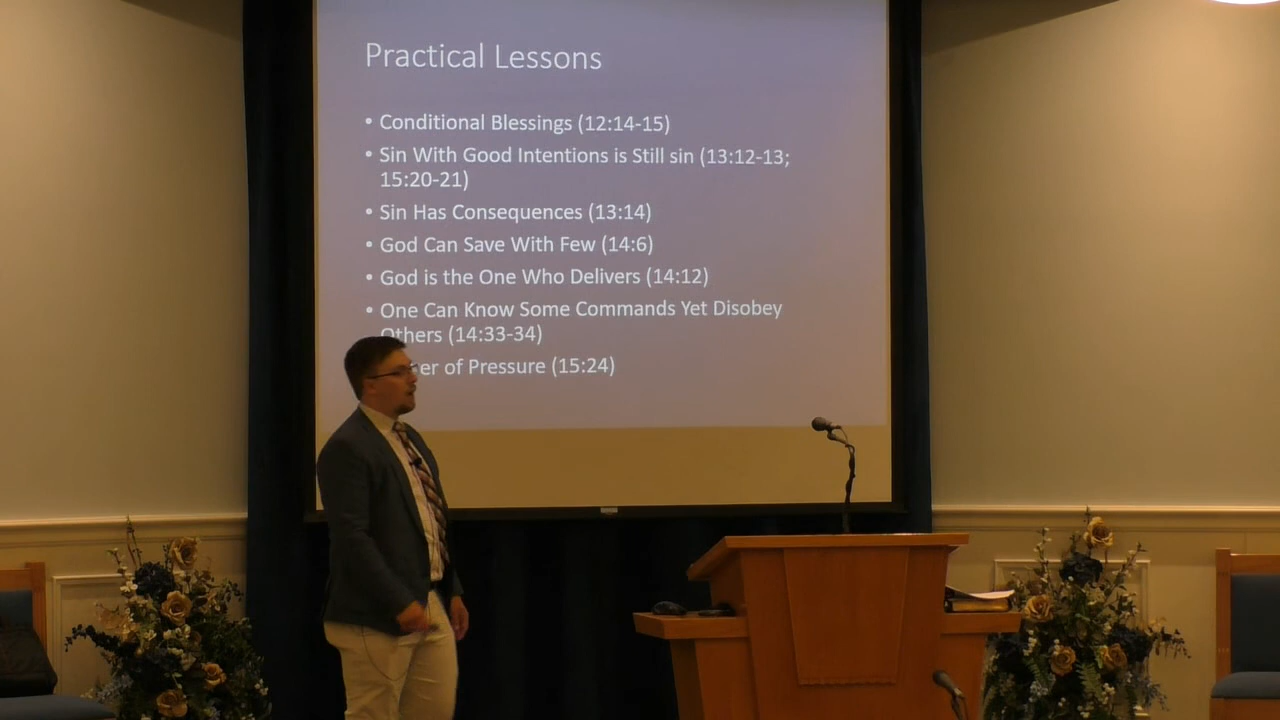 Practical Lessons
• Conditional Blessings (12:14-15)
• Sin With Good Intentions is Still sin (13:12-13;
15:20-21)
• Sin Has Consequences (13:14)
• God Can Save With Few (14:6)
• God is the One Who Delivers (14:12)
• One Can Know Some Commands Yet Disobey
Others (14:33-34)
of Pressure (15:24)